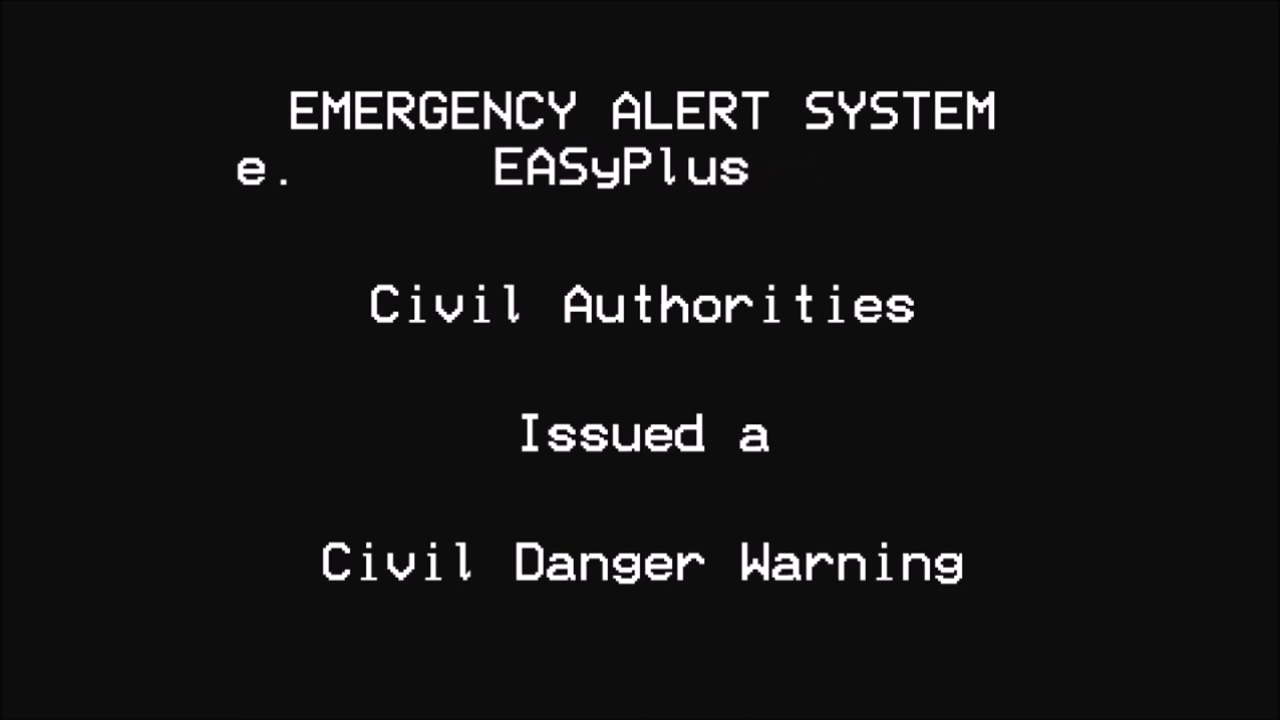 EMERGENCY ALERT SYSTEM
e. EASyPlus
Civil Authorities
Issued a
Civil Danger Warning